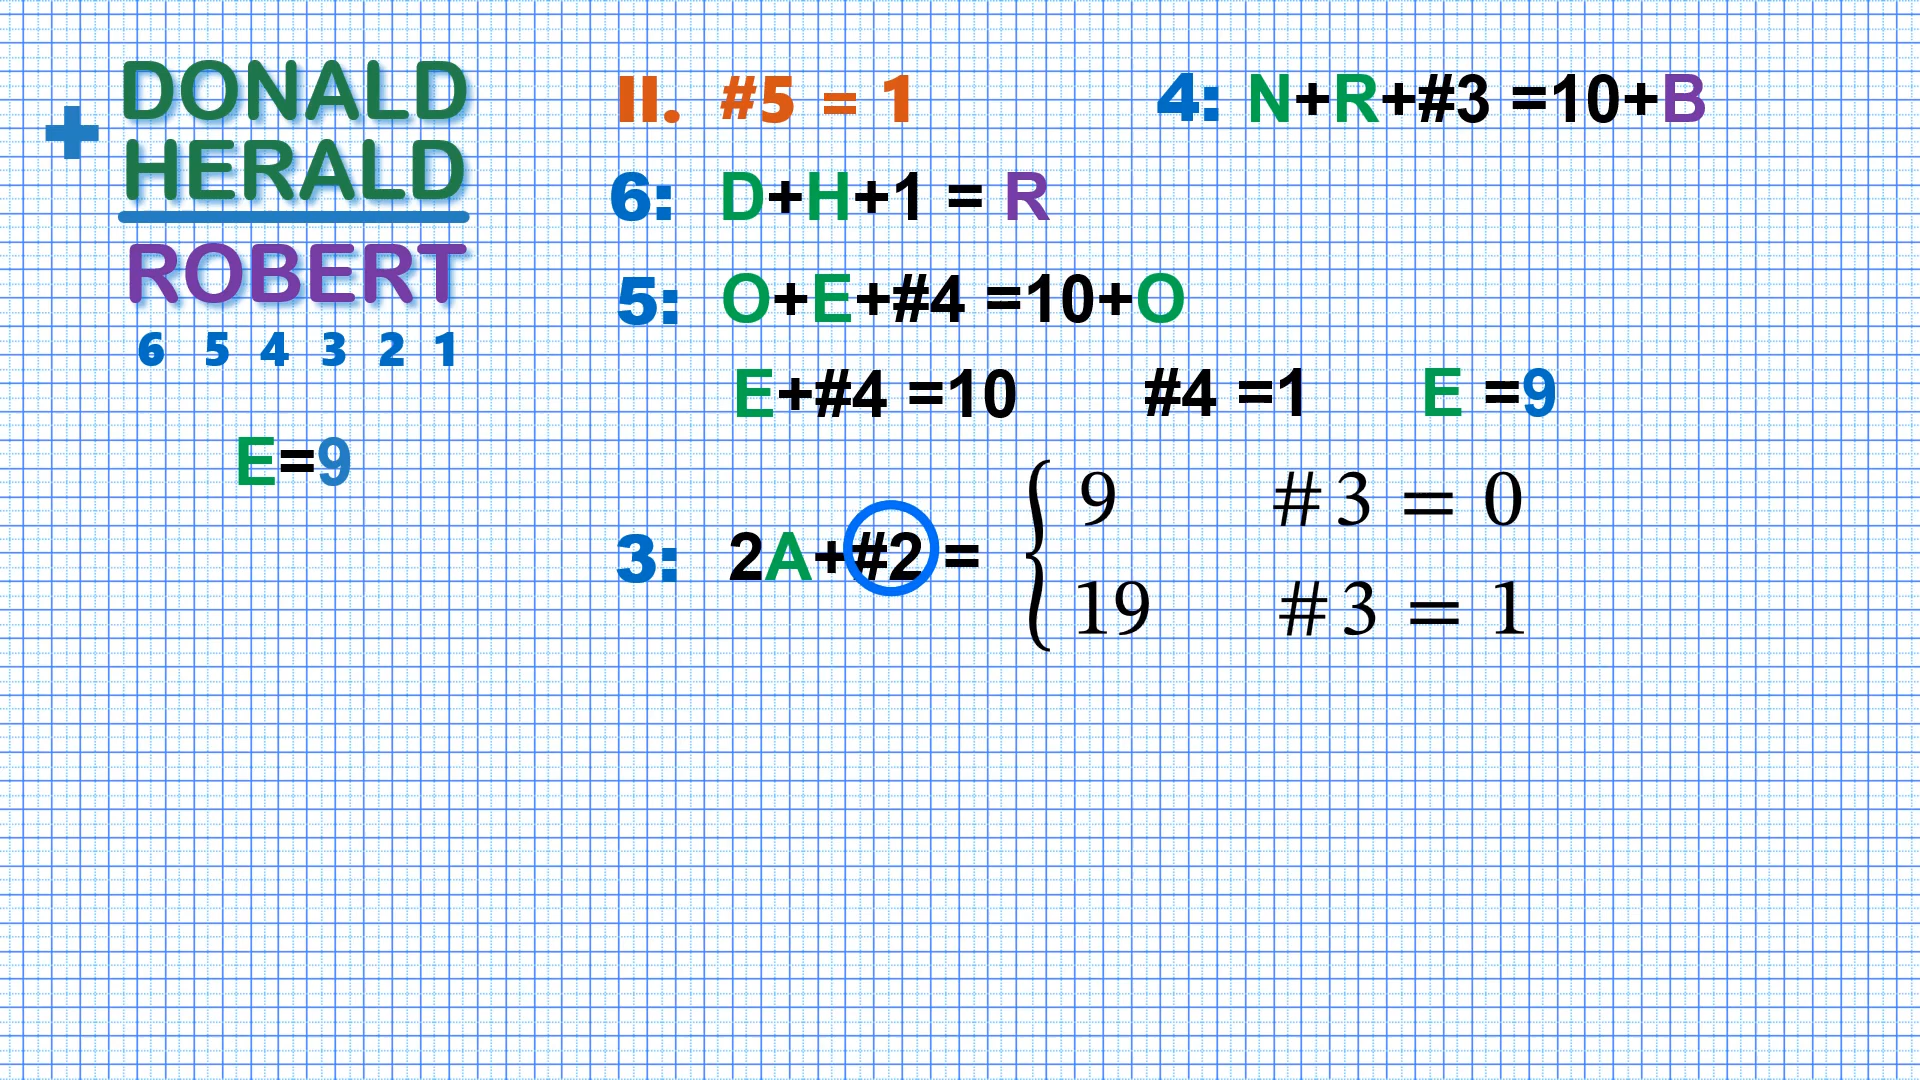 DONALD
+
HERALD
ROBERT
6 5 4 3 2 1
E=9
II. #5 = 1
4: N+R+#3 =10+B
6: D+H+1 = R
5: O+E+#4 =10+O
E+#4 =10 #4 =1 E =9
3: 2A+#2 =
9 #3 = 0
19 #3 = 1